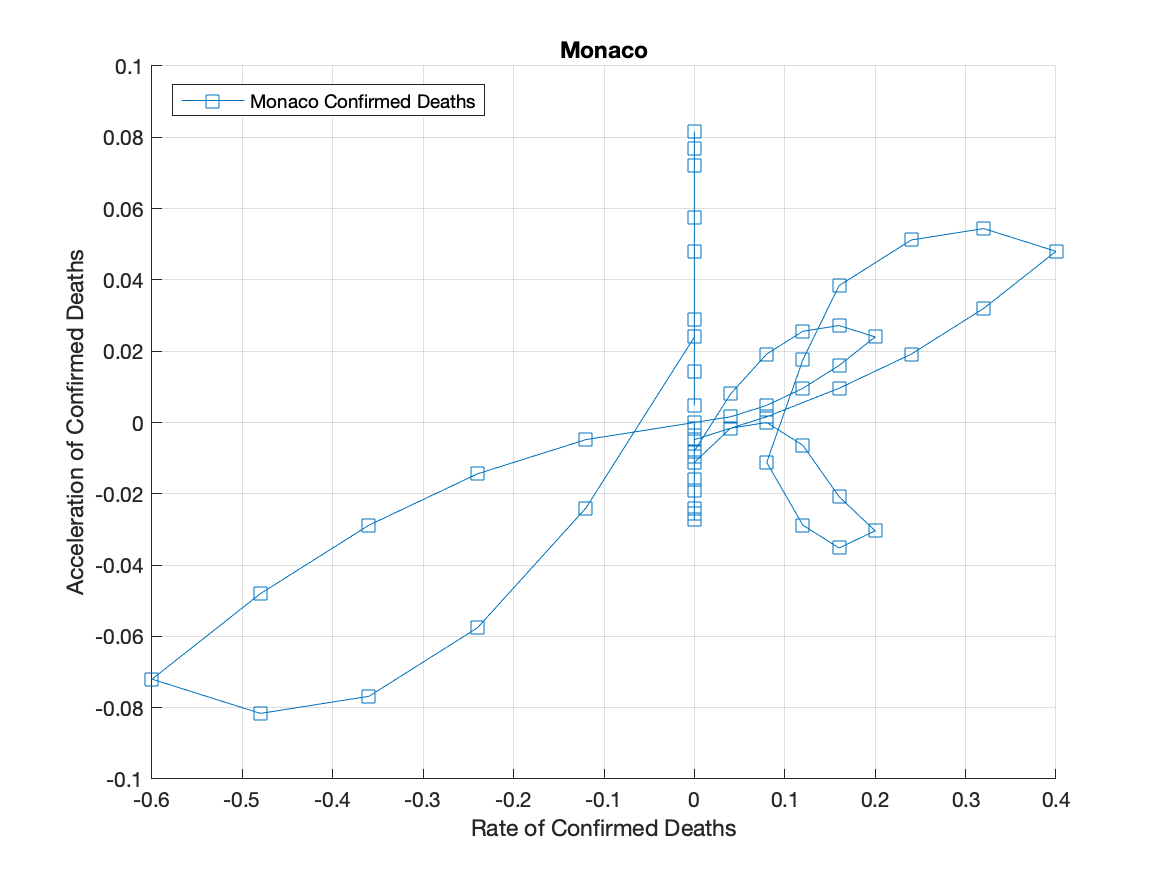 Monaco
Monaco Confirmed Deaths
0.1
0.08
0.06
0.04
0.02
0
-0.02
-0.04
-0.06
-0.08
-0.1
Acceleration of Confirmed Deaths
-0.6 -0.5 -0.4 -0.3 -0.2 -0.1 0 0.1 0.2 0.3 0.4
Rate of Confirmed Deaths